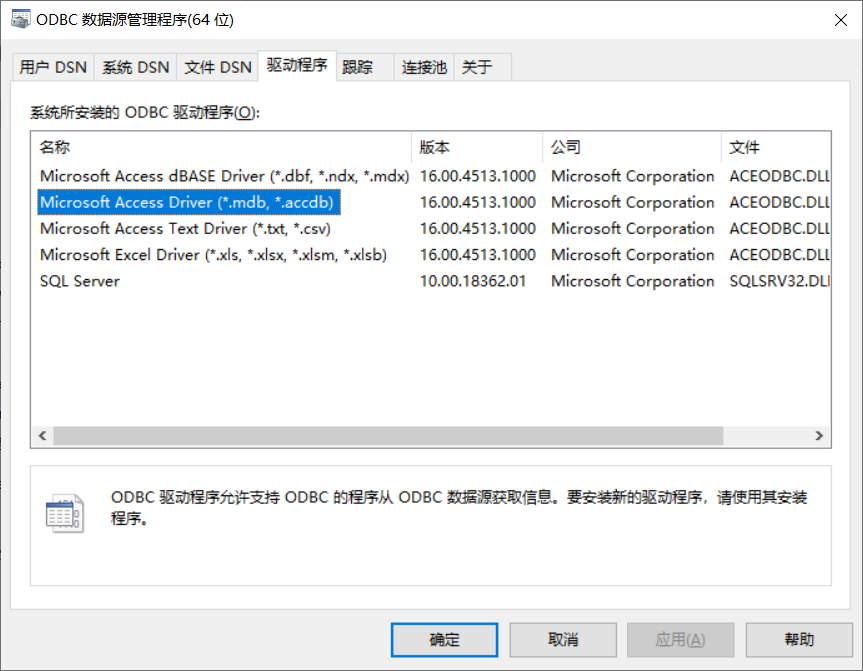 ODBC 数据源管理程序(64 位)
用户 DSN 系统 DSN 文件 DSN 驱动程序 跟踪 连接池 关于
系统所安装的 ODBC 驱动程序(O):
名称 版本 公司 文件
Microsoft Access dBASE Driver (*.dbf, *.ndx, *.mdx) 16.00.4513.1000 Microsoft Corporation ACEODBC.DLL
Microsoft Access Driver (*.mdb, *.accdb) 16.00.4513.1000 Microsoft Corporation ACEODBC.DLL
Microsoft Access Text Driver (*.txt, *.csv) 16.00.4513.1000 Microsoft Corporation ACEODBC.DLL
Microsoft Excel Driver (*.xls, *.xlsx, *.xlsm, *.xlsb) 16.00.4513.1000 Microsoft Corporation ACEODBC.DLL
SQL Server 10.00.18362.01 Microsoft Corporation SQLSRV32.DLL
ODBC 驱动程序允许支持 ODBC 的程序从 ODBC 数据源获取信息。要安装新的驱动程序，请使用其安装
程序。
确定 取消 应用(A) 帮助